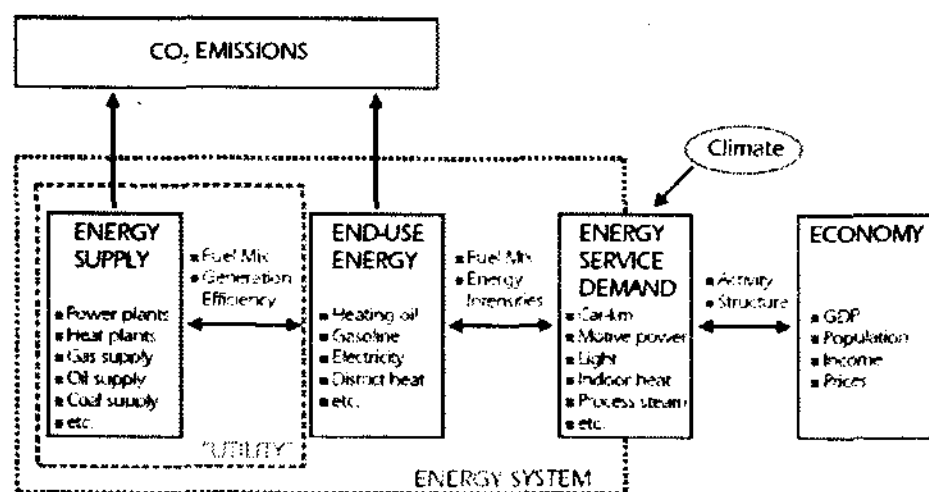 CO₂ EMISSIONS
Climate
ENERGY
SUPPLY
▪ Power plants
▪ Heat plants
▪ Gas supply
▪ Oil supply
▪ Coal supply
▪ etc.
▪ Fuel Mix
▪ Generation
Efficiency
"UTILITY"
END-USE
ENERGY
▪ Heating oil
▪ Gasoline
▪ Electricity
▪ District heat
▪ etc.
▪ Fuel Mix
▪ Energy
Intensities
ENERGY
SERVICE
DEMAND
▪ Car-km
▪ Motive power
▪ Light
▪ Indoor heat
▪ Process steam
▪ etc.
▪ Activity
▪ Structure
ECONOMY
▪ GDP
▪ Population
▪ Income
▪ Prices
ENERGY SYSTEM